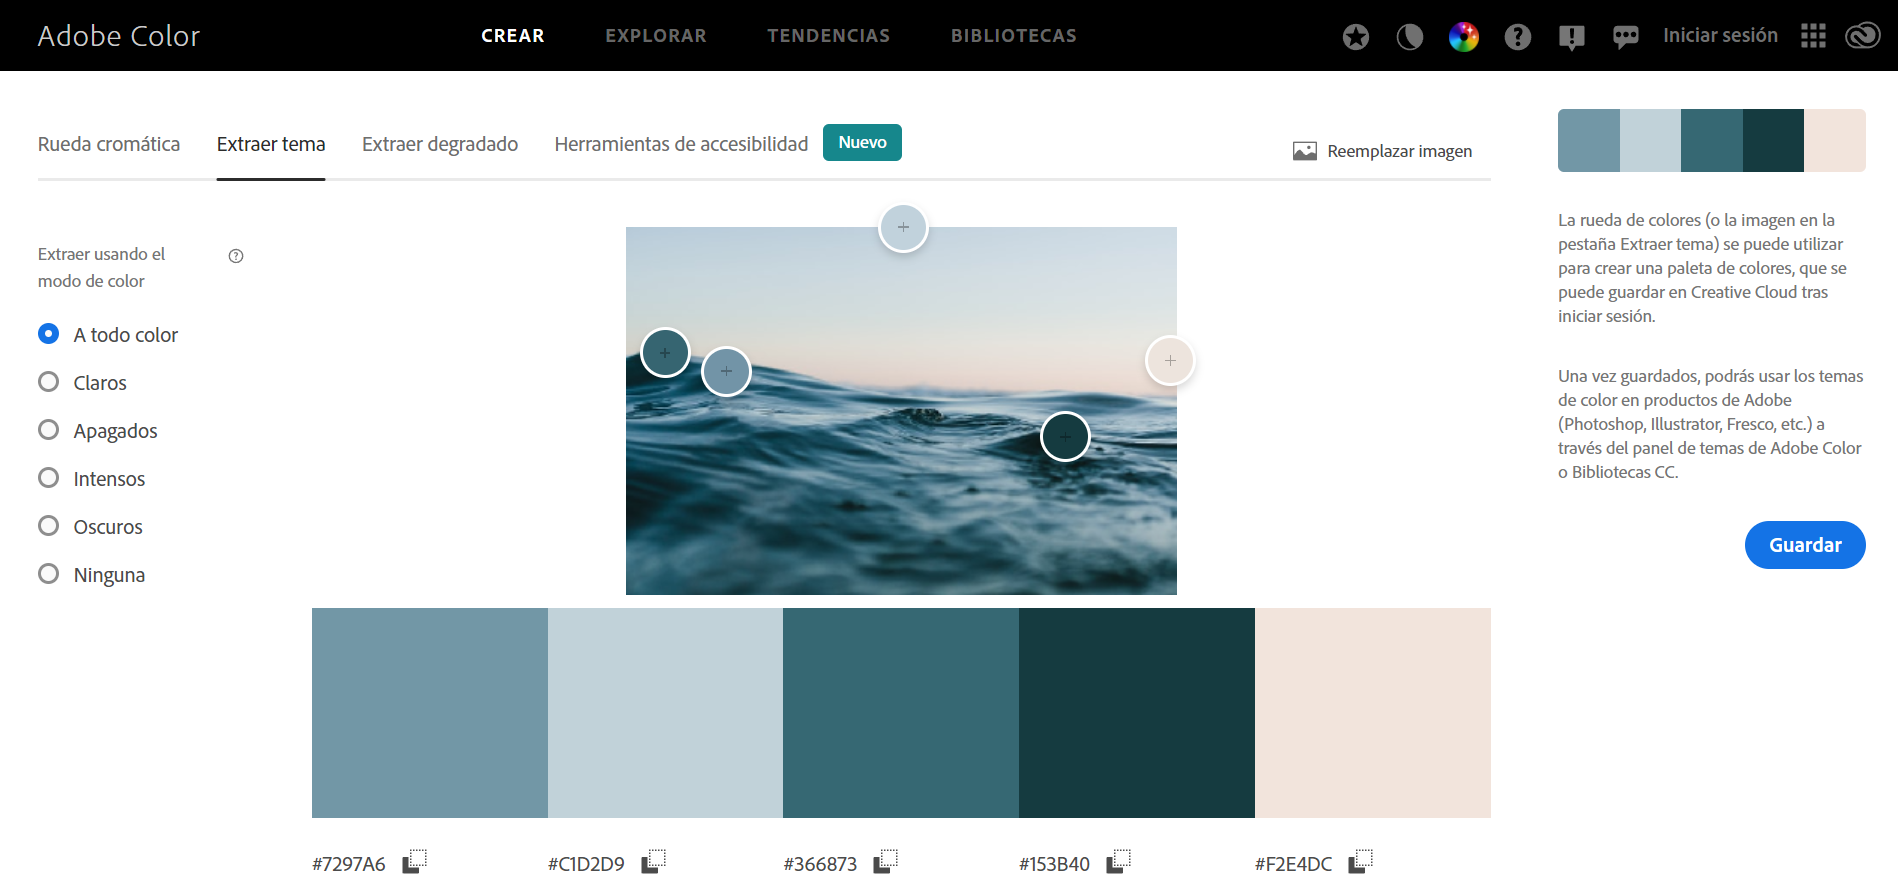 Adobe Color
CREAR
EXPLORAR
TENDENCIAS
BIBLIOTECAS
Iniciar sesión
Rueda cromática
Extraer tema
Extraer degradado
Herramientas de accesibilidad
Nuevo
Reemplazar imagen
Extraer usando el
modo de color
A todo color
Claros
Apagados
Intensos
Oscuros
Ninguna
La rueda de colores (o la imagen en la
pestaña Extraer tema) se puede utilizar
para crear una paleta de colores, que se
puede guardar en Creative Cloud tras
iniciar sesión.
Una vez guardados, podrás usar los temas
de color en productos de Adobe
(Photoshop, Illustrator, Fresco, etc.) a
través del panel de temas de Adobe Color
o Bibliotecas CC.
Guardar
#7297A6
#C1D2D9
#366873
#153B40
#F2E4DC